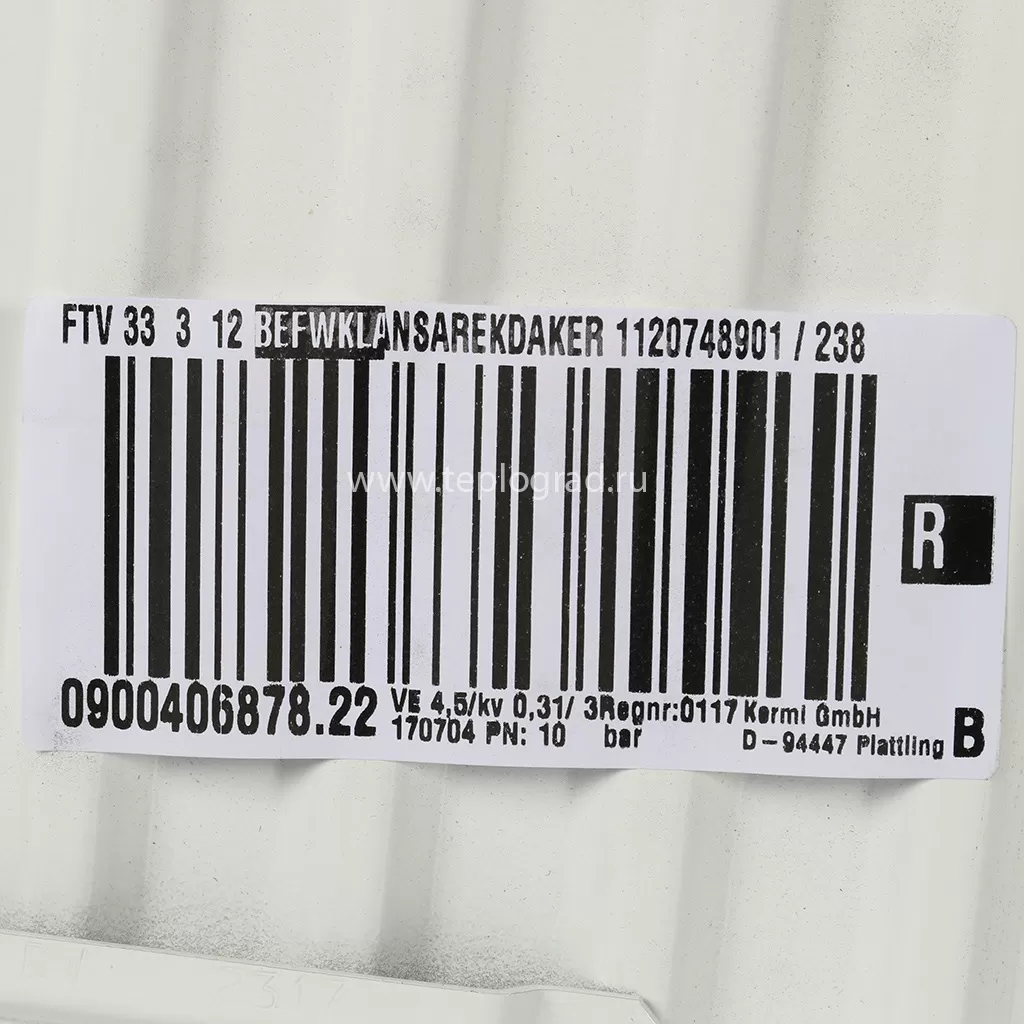 FTV 33 3 12 BEFWKLANSAREKDAKER 1120748901 / 238
www.teplograd.ru
R
0900406878.22 VE 4,5/kv 0,31/ 3Regnr:0117 Kermi GmbH
170704 PN: 10 bar D-94447 Plattling B
317